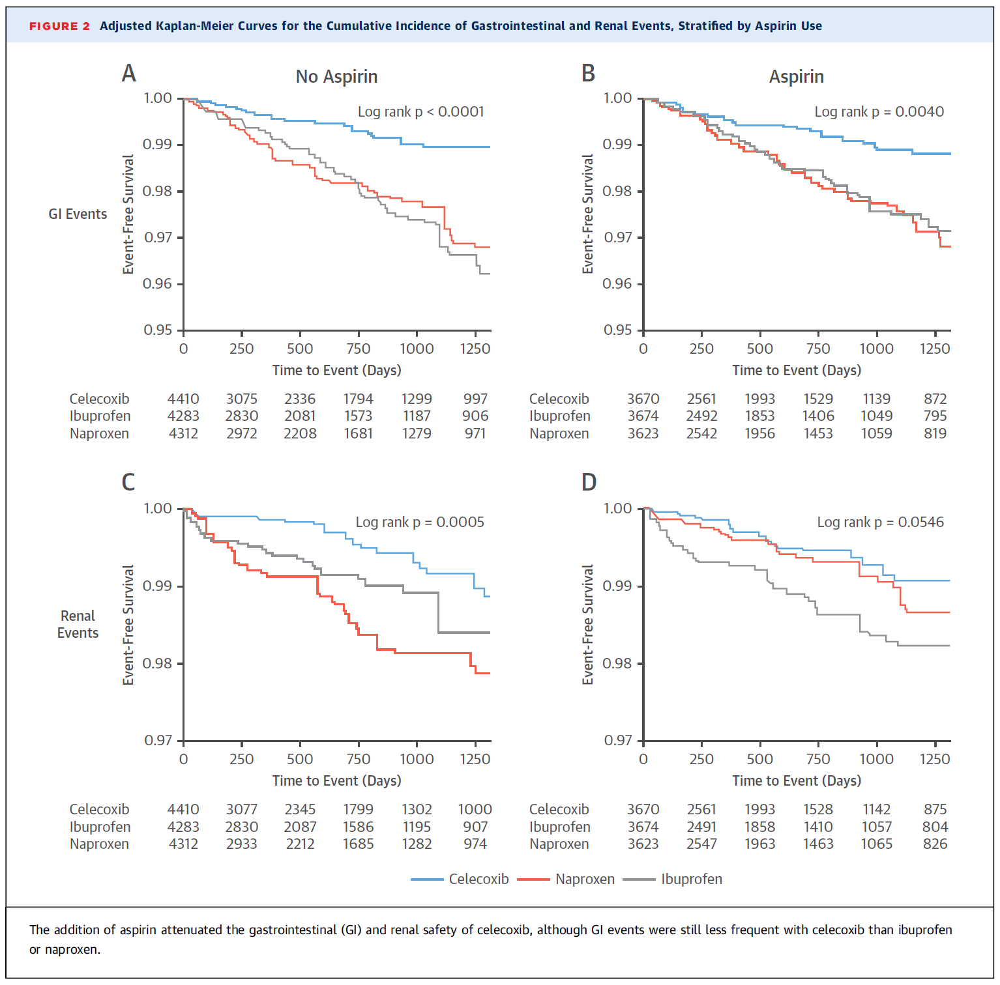 FIGURE 2 Adjusted Kaplan-Meier Curves for the Cumulative Incidence of Gastrointestinal and Renal Events, Stratified by Aspirin Use
A
No Aspirin
GI Events
Event-Free Survival
1.00
0.99
0.98
0.97
0.96
0.95
Log rank p < 0.0001
0 250 500 750 1000 1250
Time to Event (Days)
Celecoxib 4410 3075 2336 1794 1299 997
Ibuprofen 4283 2830 2081 1573 1187 906
Naproxen 4312 2972 2208 1681 1279 971
B
Aspirin
Event-Free Survival
1.00
0.99
0.98
0.97
0.96
0.95
Log rank p = 0.0040
0 250 500 750 1000 1250
Time to Event (Days)
Celecoxib 3670 2561 1993 1529 1139 872
Ibuprofen 3674 2492 1853 1406 1049 795
Naproxen 3623 2542 1956 1453 1059 819
C
Renal
Events
Event-Free Survival
1.00
0.99
0.98
0.97
Log rank p = 0.0005
0 250 500 750 1000 1250
Time to Event (Days)
Celecoxib 4410 3077 2345 1799 1302 1000
Ibuprofen 4283 2830 2087 1586 1195 907
Naproxen 4312 2933 2212 1685 1282 974
D
Event-Free Survival
1.00
0.99
0.98
0.97
Log rank p = 0.0546
0 250 500 750 1000 1250
Time to Event (Days)
Celecoxib 3670 2561 1993 1528 1142 875
Ibuprofen 3674 2491 1858 1410 1057 804
Naproxen 3623 2547 1963 1463 1065 826
Celecoxib Naproxen Ibuprofen
The addition of aspirin attenuated the gastrointestinal (GI) and renal safety of celecoxib, although GI events were still less frequent with celecoxib than ibuprofen
or naproxen.